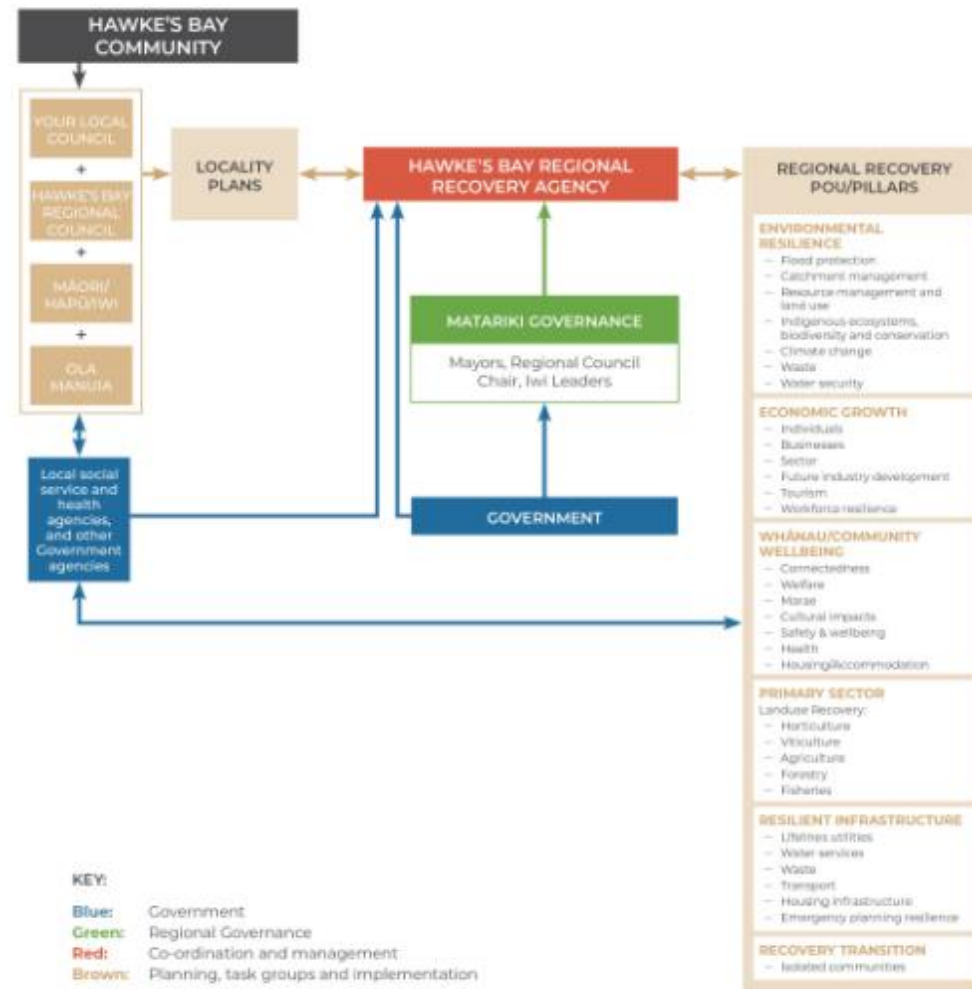 HAWKE'S BAY
COMMUNITY
YOUR LOCAL
COUNCIL
+
HAWKE'S BAY
REGIONAL
COUNCIL
+
MĀORI/
HAPŪ/IWI
+
OLA
MANUIA
Local social
service and
health
agencies,
and other
Government
agencies
LOCALITY
PLANS
HAWKE'S BAY REGIONAL
RECOVERY AGENCY
MATARIKI GOVERNANCE
Mayors, Regional Council
Chair, Iwi Leaders
GOVERNMENT
REGIONAL RECOVERY
POU/PILLARS
ENVIRONMENTAL
RESILIENCE
– Flood protection
– Catchment management
– Resource management and
land use
– Indigenous ecosystems,
biodiversity and conservation
– Climate change
– Waste
– Water security
ECONOMIC GROWTH
– Individuals
– Businesses
– Sector
– Future industry development
– Tourism
– Workforce resilience
WHĀNAU/COMMUNITY
WELLBEING
– Connectedness
– Welfare
– Marae
– Cultural impacts
– Safety & wellbeing
– Health
– Housing/Accommodation
PRIMARY SECTOR
Landuse Recovery:
– Horticulture
– Viticulture
– Agriculture
– Forestry
– Fisheries
RESILIENT INFRASTRUCTURE
– Lifelines utilities
– Water services
– Waste
– Transport
– Housing infrastructure
– Emergency planning resilience
RECOVERY TRANSITION
– Isolated communities
KEY:
Blue: Government
Green: Regional Governance
Red: Co-ordination and management
Brown: Planning, task groups and implementation